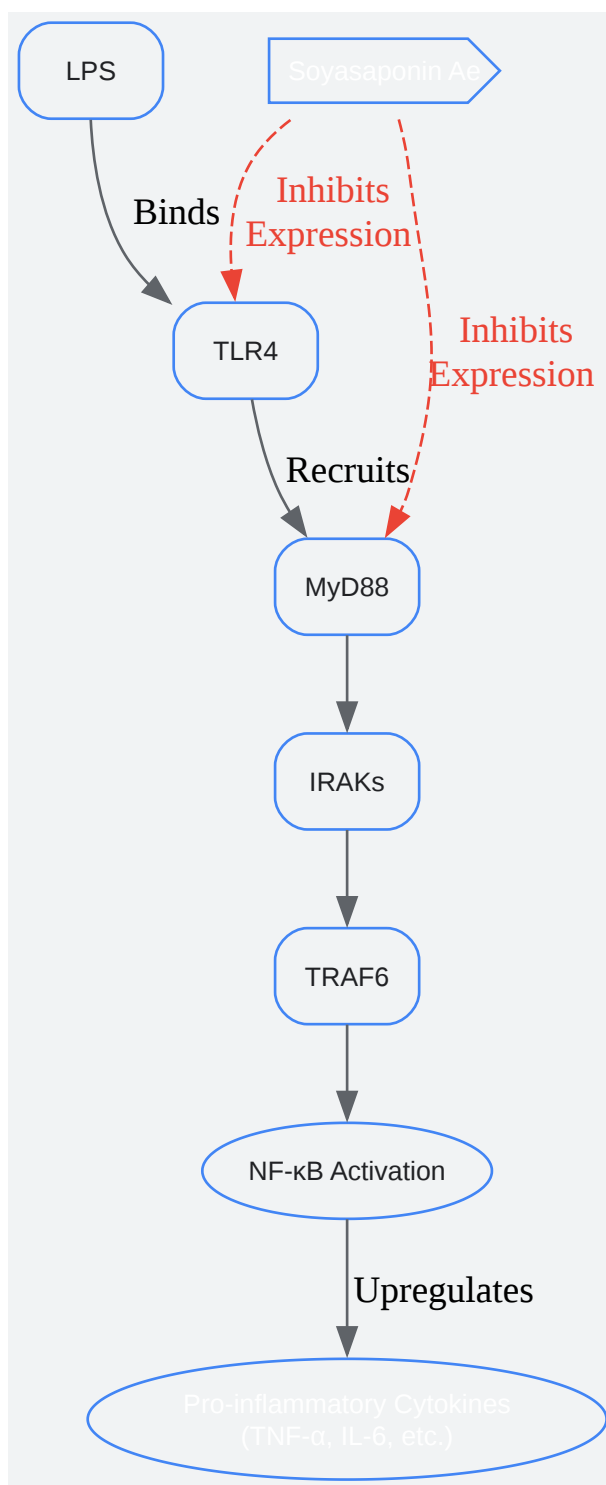 LPS
Soyasaponin Ae
Binds
Inhibits
Expression
Inhibits
Expression
TLR4
Recruits
MyD88
IRAKs
TRAF6
NF-κB Activation
Upregulates
Pro-inflammatory Cytokines
(TNF-α, IL-6, etc.)